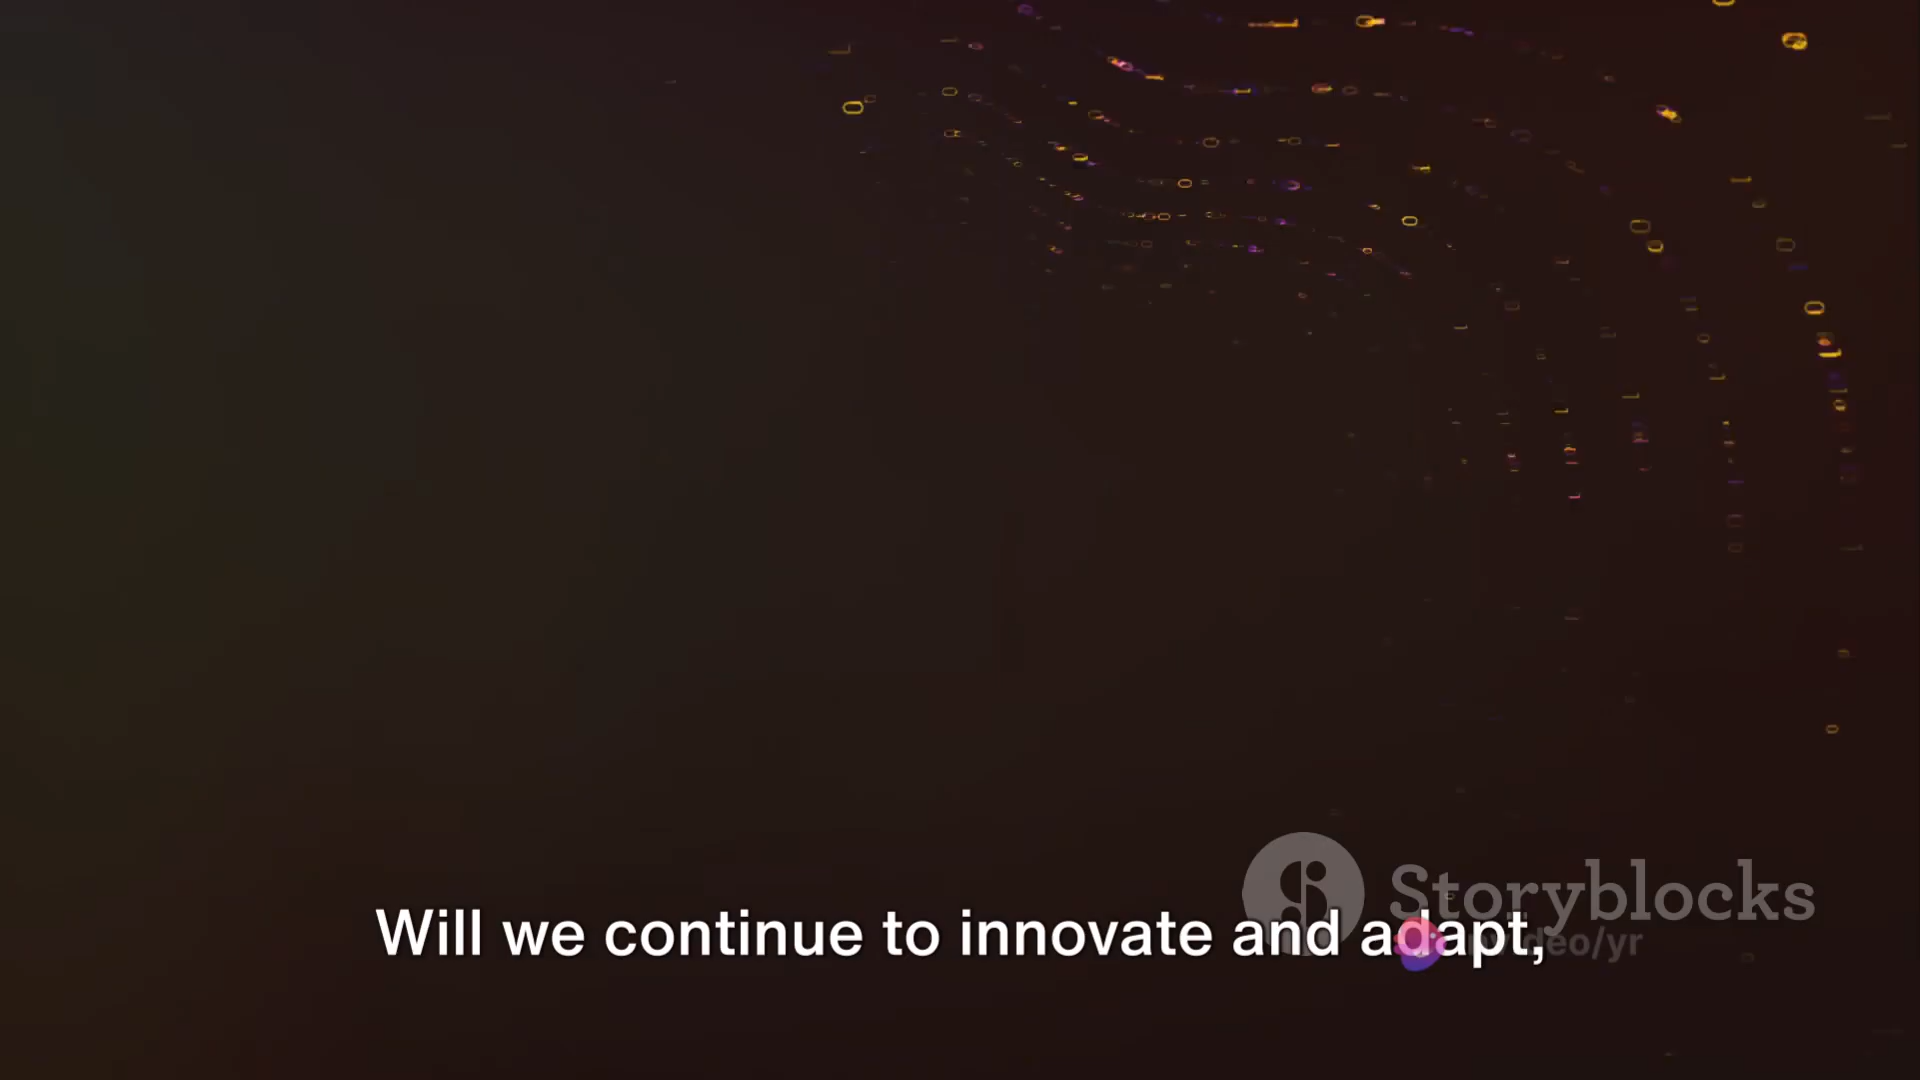 Storyblocks
Will we continue to innovate and adapt,